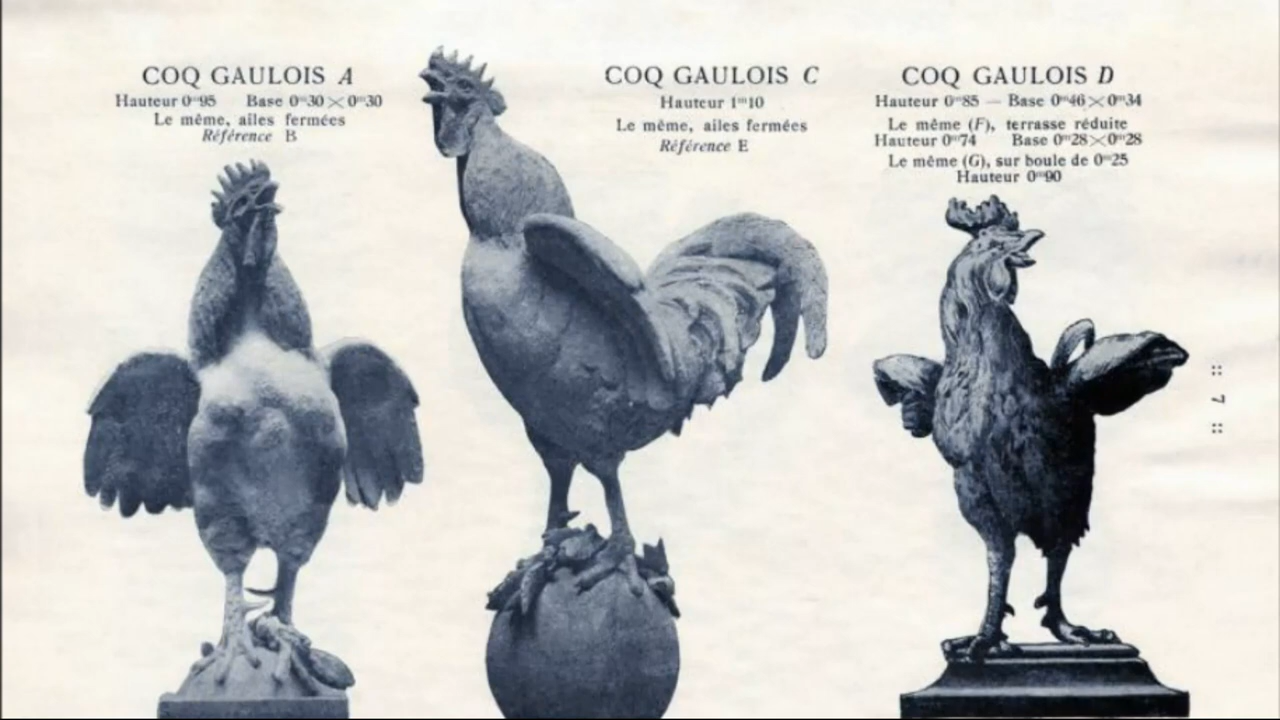 COQ GAULOIS A
Hauteur 0ᵐ95 Base 0ᵐ30×0ᵐ30
Le même, ailes fermées
Référence B
COQ GAULOIS C
Hauteur 1ᵐ10
Le même, ailes fermées
Référence E
COQ GAULOIS D
Hauteur 0ᵐ85 — Base 0ᵐ46×0ᵐ34
Le même (F), terrasse réduite
Hauteur 0ᵐ74 Base 0ᵐ28×0ᵐ28
Le même (G), sur boule de 0ᵐ25
Hauteur 0ᵐ90
:: 7 ::